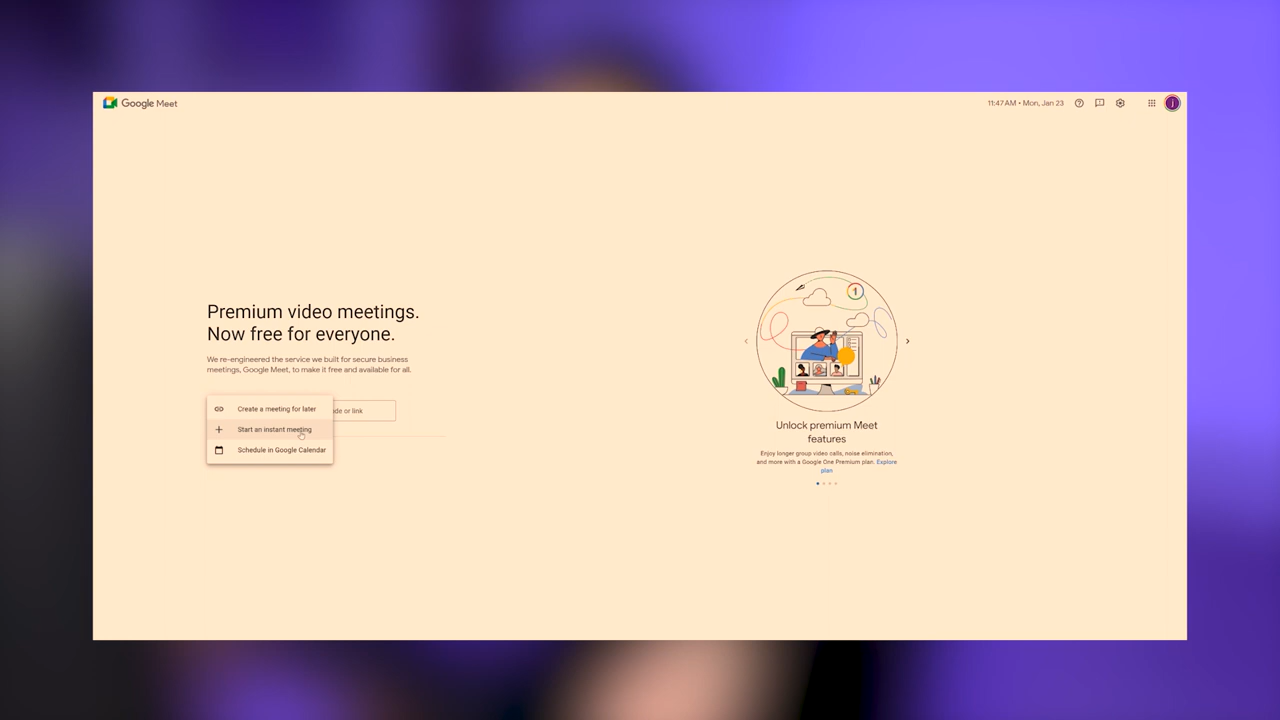 Google Meet
11:47 AM • Mon, Jan 23
j
1
Premium video meetings.
Now free for everyone.
We re-engineered the service we built for secure business
meetings, Google Meet, to make it free and available for all.
Create a meeting for later
or link
Start an instant meeting
Schedule in Google Calendar
Unlock premium Meet
features
Enjoy longer group video calls, noise elimination,
and more with a Google One Premium plan. Explore
plan